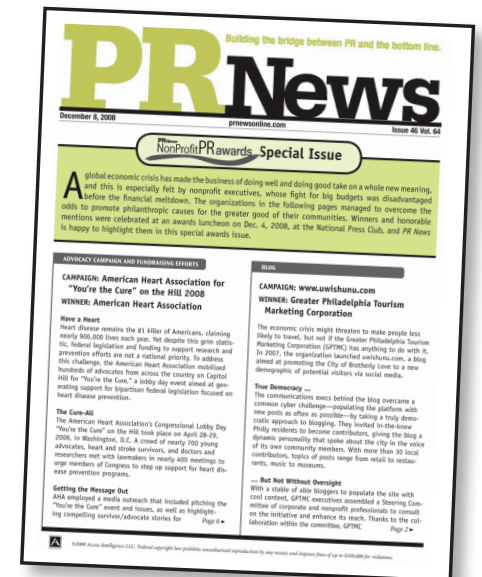 Building the bridge between PR and the bottom line.
PR News
December 8, 2008
prnewsonline.com
Issue 46 Vol. 64
PR News
NonProfit PR awards Special Issue
A global economic crisis has made the business of doing well and doing good take on a whole new meaning,
and this is especially felt by nonprofit executives, whose fight for big budgets was disadvantaged
before the financial meltdown. The organizations in the following pages managed to overcome the
odds to promote philanthropic causes for the greater good of their communities. Winners and honorable
mentions were celebrated at an awards luncheon on Dec. 4, 2008, at the National Press Club, and PR News
is happy to highlight them in this special awards issue.
ADVOCACY CAMPAIGN AND FUNDRAISING EFFORTS
CAMPAIGN: American Heart Association for
"You're the Cure" on the Hill 2008
WINNER: American Heart Association
Have a Heart
Heart disease remains the #1 killer of Americans, claiming
nearly 900,000 lives each year. Yet despite this grim statis-
tic, federal legislation and funding to support research and
prevention efforts are not a national priority. To address
this challenge, the American Heart Association mobilized
hundreds of advocates from across the country on Capitol
Hill for "You're the Cure," a lobby day event aimed at gen-
erating support for bipartisan federal legislation focused on
heart disease prevention.
The Cure-All
The American Heart Association's Congressional Lobby Day
"You're the Cure" on the Hill took place on April 28-29,
2008, in Washington, D.C. A crowd of nearly 700 young
advocates, heart and stroke survivors, and doctors and
researchers met with lawmakers in nearly 400 meetings to
urge members of Congress to step up support for heart dis-
ease prevention programs.
Getting the Message Out
AHA employed a media outreach that included pitching the
"You're the Cure" event and issues, as well as highlight-
ing compelling survivor/advocate stories for
Page 6 ►
BLOG
CAMPAIGN: www.uwishunu.com
WINNER: Greater Philadelphia Tourism
Marketing Corporation
The economic crisis might threaten to make people less
likely to travel, but not if the Greater Philadelphia Tourism
Marketing Corporation (GPTMC) has anything to do with it.
In 2007, the organization launched uwishunu.com, a blog
aimed at promoting the City of Brotherly Love to a new
demographic of potential visitors via social media.
True Democracy ...
The communications execs behind the blog overcame a
common cyber challenge—populating the platform with
new posts as often as possible—by taking a truly demo-
cratic approach to blogging. They invited in-the-know
Philly residents to become contributors, giving the blog a
dynamic personality that spoke about the city in the voice
of its own community members. With more than 30 local
contributors, topics of posts range from retail to restau-
rants, music to museums.
... But Not Without Oversight
With a stable of able bloggers to populate the site with
cool content, GPTMC executives assembled a Steering Com-
mittee of corporate and nonprofit professionals to consult
on the initiative and enhance its reach. Thanks to the col-
laboration within the committee, GPTMC
Page 2 ►
©2008 Access Intelligence LLC. Federal copyright law prohibits unauthorized reproduction by any means and imposes fines of up to $100,000 for violations.